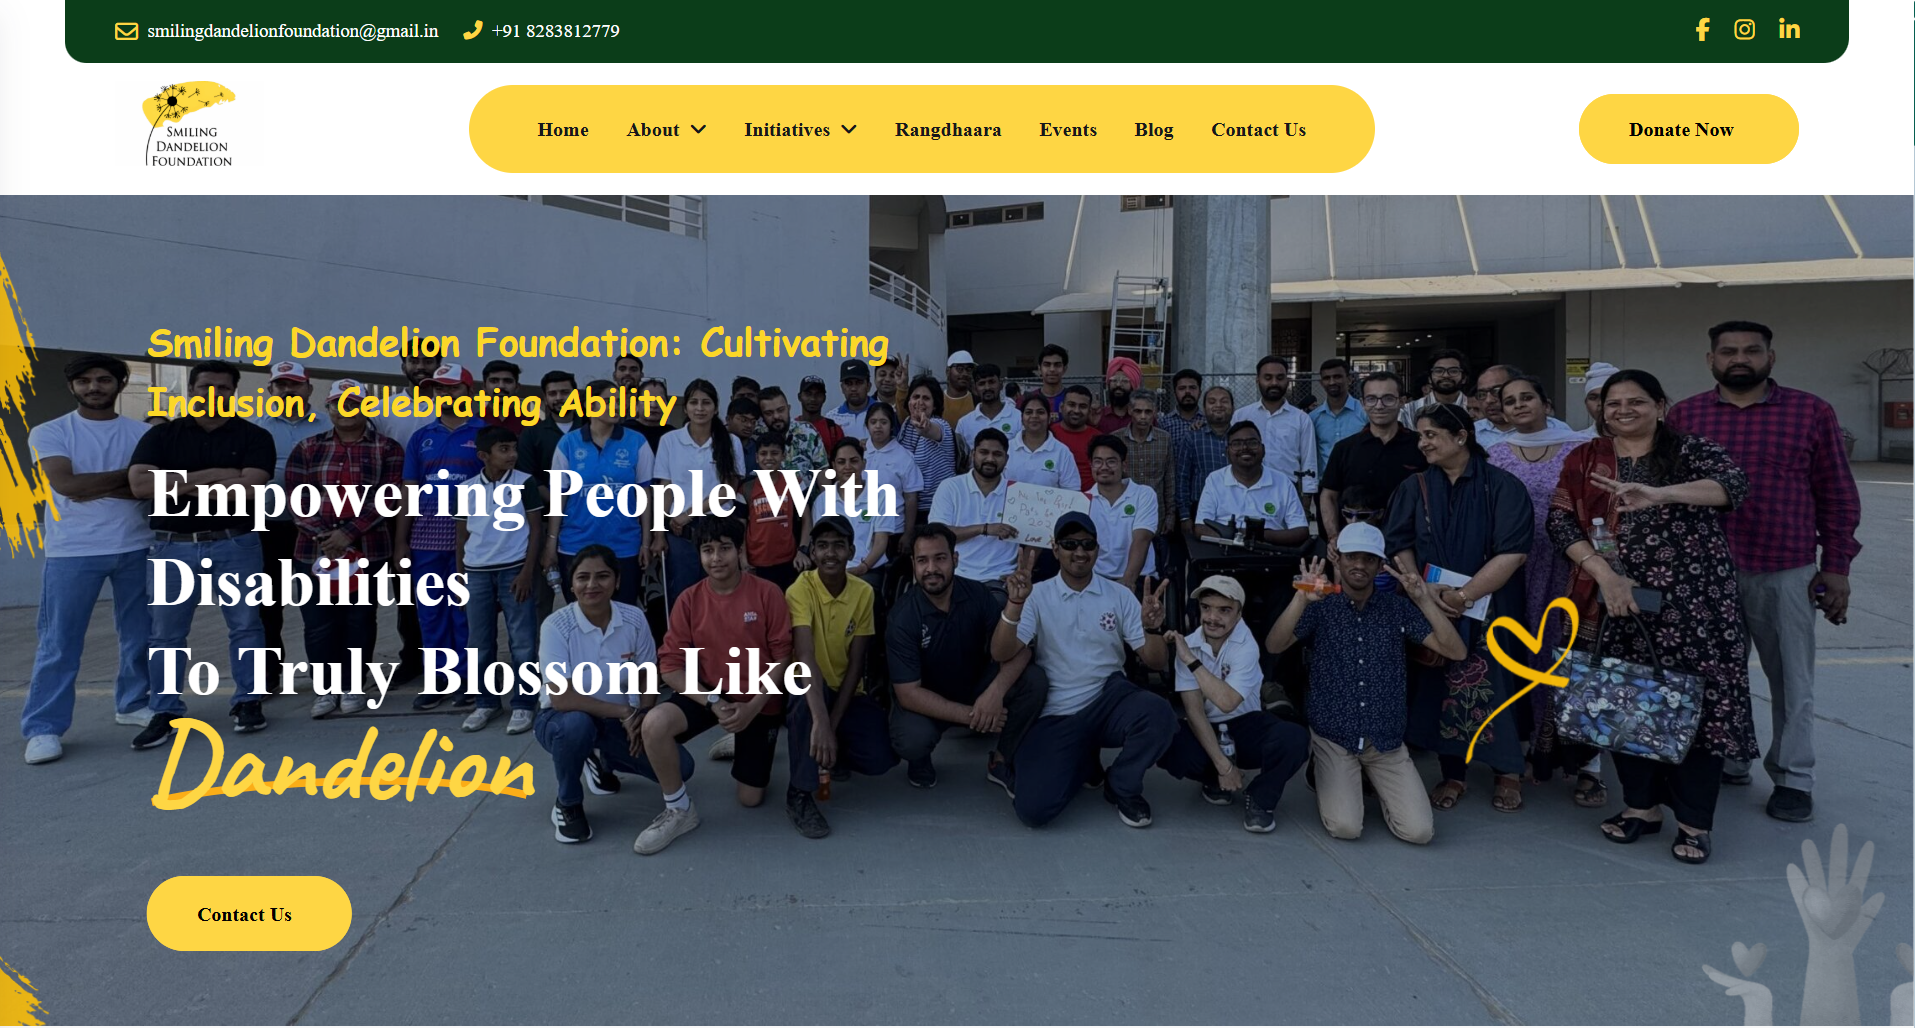 smilingdandelionfoundation@gmail.in +91 8283812779
SMILING
DANDELION
FOUNDATION
Home About Initiatives Rangdhaara Events Blog Contact Us
Donate Now
Smiling Dandelion Foundation: Cultivating
Inclusion, Celebrating Ability
Empowering People With
Disabilities
To Truly Blossom Like
Dandelion
Contact Us